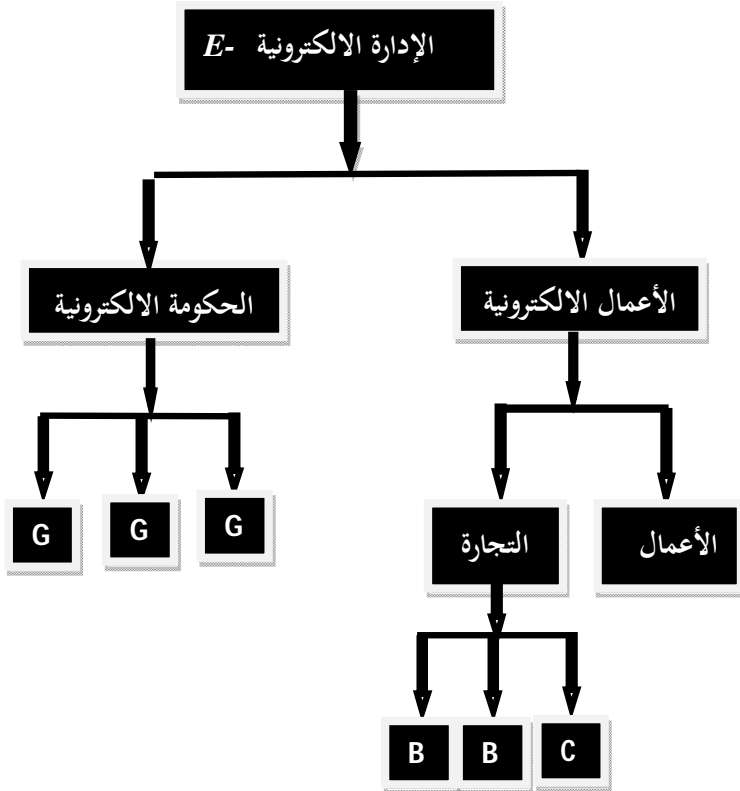 الإدارة الالكترونية E-
الأعمال الالكترونية
الحكومة الالكترونية
G
G
G
الأعمال
التجارة
C
B
B